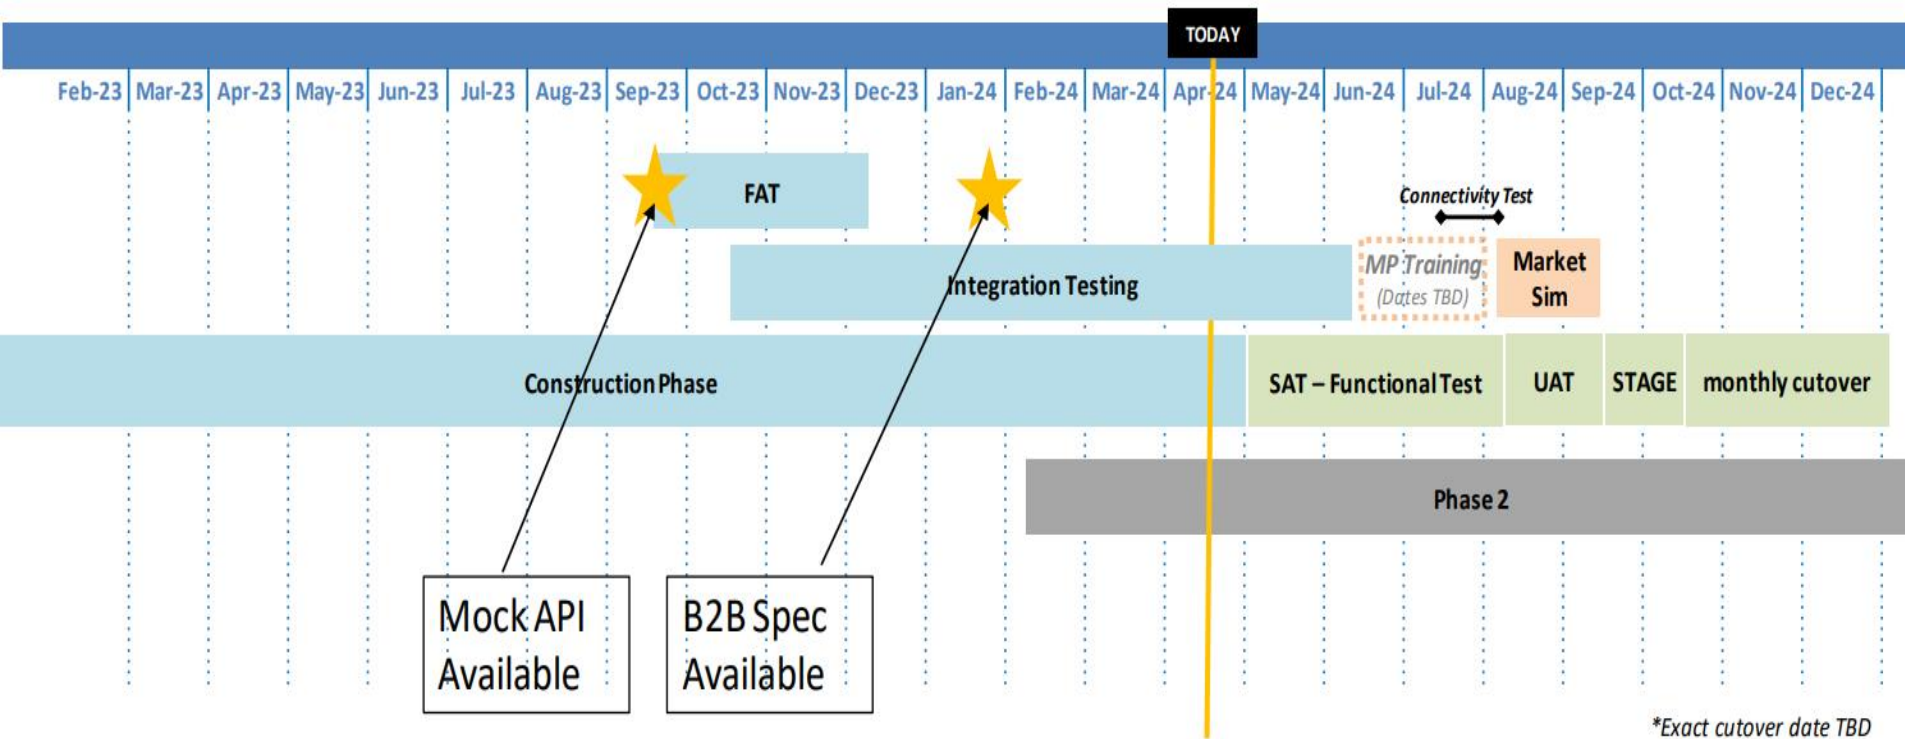 TODAY
Feb-23 Mar-23 Apr-23 May-23 Jun-23 Jul-23 Aug-23 Sep-23 Oct-23 Nov-23 Dec-23 Jan-24 Feb-24 Mar-24 Apr-24 May-24 Jun-24 Jul-24 Aug-24 Sep-24 Oct-24 Nov-24 Dec-24
FAT
Connectivity Test
Integration Testing
MP Training
(Dates TBD)
Market
Sim
Construction Phase
SAT – Functional Test
UAT
STAGE
monthly cutover
Phase 2
Mock API
Available
B2B Spec
Available
*Exact cutover date TBD